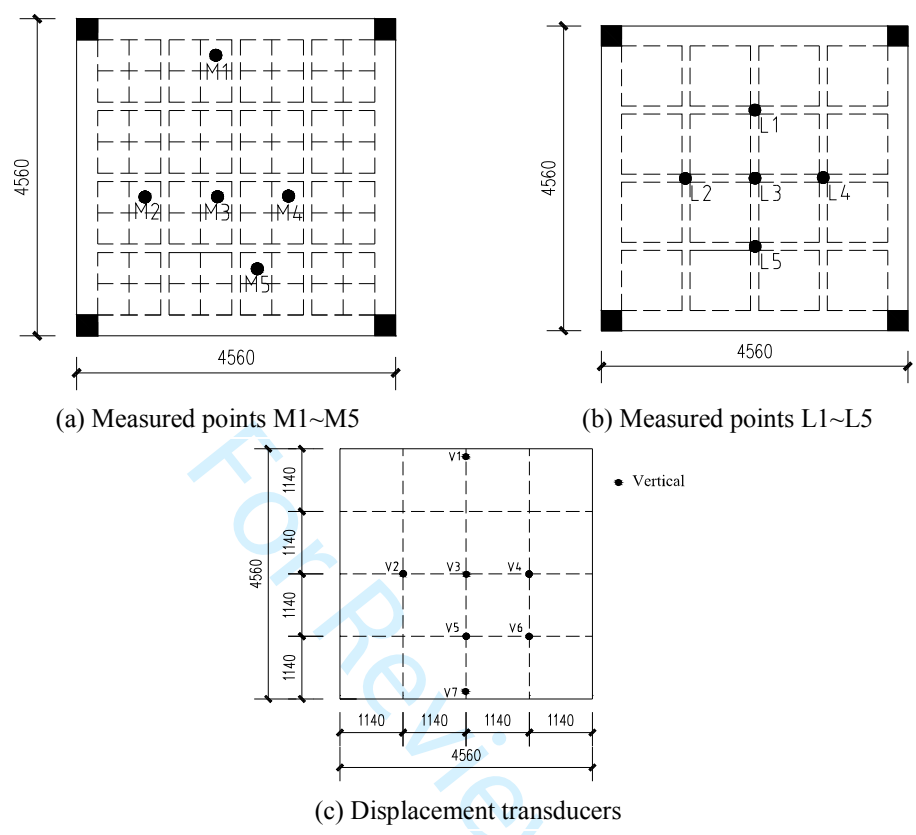 M1
4560
M2 M3 M4
M5
4560
(a) Measured points M1~M5
L1
4560
L2 L3 L4
L5
4560
(b) Measured points L1~L5
V1
1140
Vertical
1140
V2 V3 V4
4560
1140
V5 V6
1140
V7
1140 1140 1140 1140
4560
(c) Displacement transducers
For Review